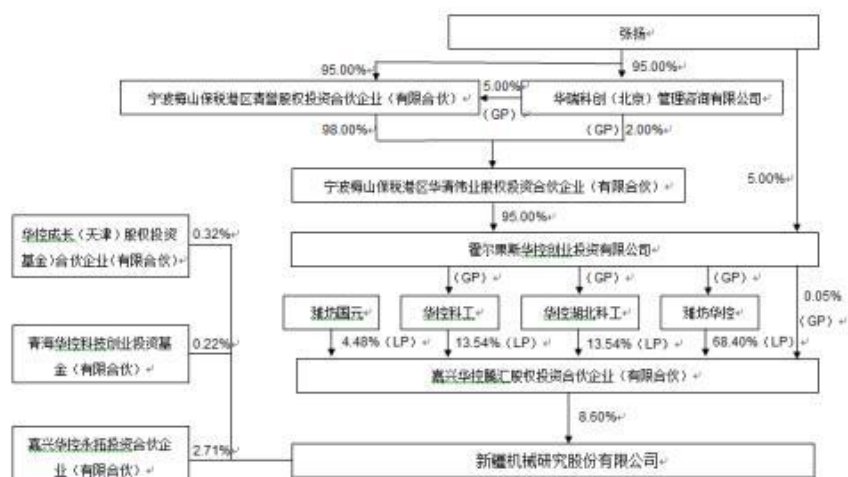 张扬
95.00%
95.00%
宁波梅山保税港区清誉股权投资合伙企业（有限合伙）
5.00%
（GP）
华瑞科创（北京）管理咨询有限公司
98.00%
（GP）2.00%
宁波梅山保税港区华清伟业股权投资合伙企业（有限合伙）
5.00%
95.00%
华控成长（天津）股权投资
基金）合伙企业（有限合伙）
0.32%
霍尔果斯华控创业投资有限公司
（GP）
（GP）
（GP）
0.05%
（GP）
潍坊国元
华控科工
华控湖北科工
潍坊华控
青海华控科技创业投资基
金（有限合伙）
0.22%
4.48%（LP）
13.54%（LP）
13.54%（LP）
68.40%（LP）
嘉兴华控腾汇股权投资合伙企业（有限合伙）
8.60%
嘉兴华控永拓投资合伙企
业（有限合伙）
2.71%
新疆机械研究股份有限公司